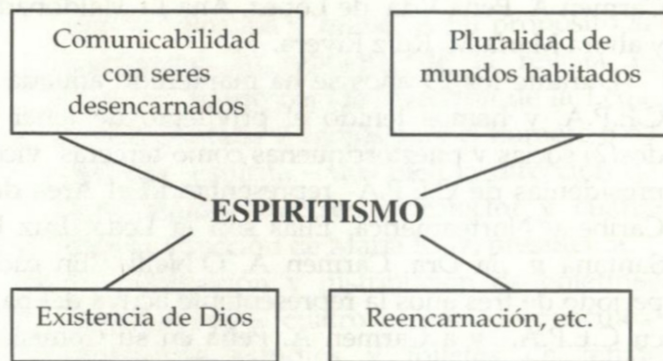 Comunicabilidad
con seres
desencarnados
Pluralidad de
mundos habitados
ESPIRITISMO
Existencia de Dios
Reencarnación, etc.